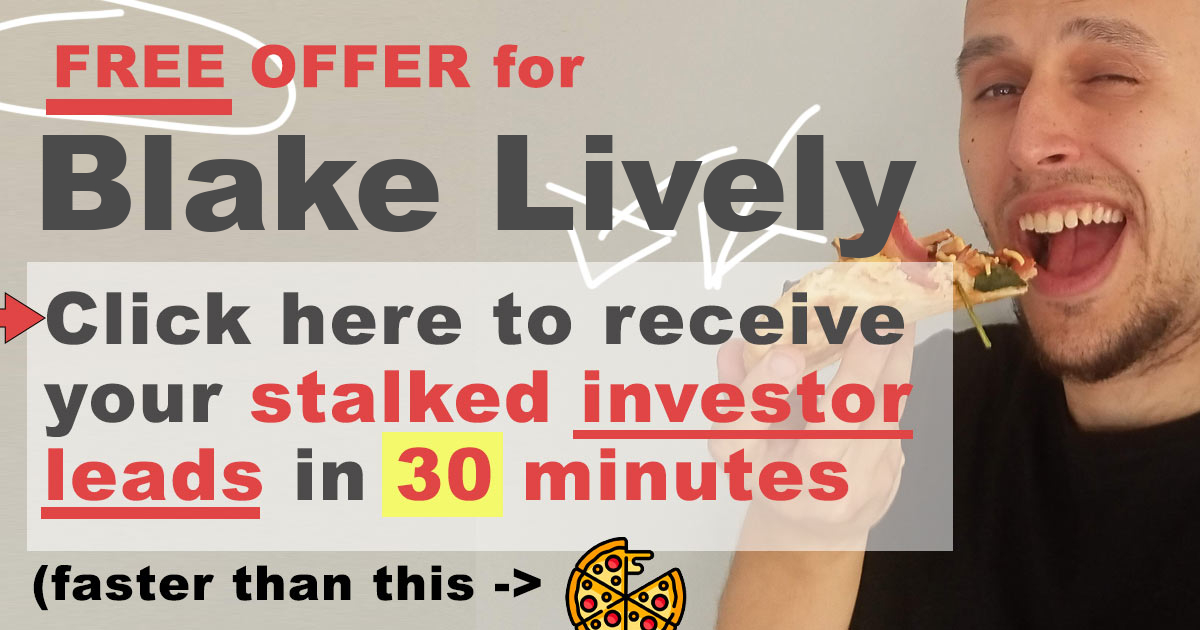 FREE OFFER for
Blake Lively
Click here to receive
your stalked investor
leads in 30 minutes
(faster than this ->